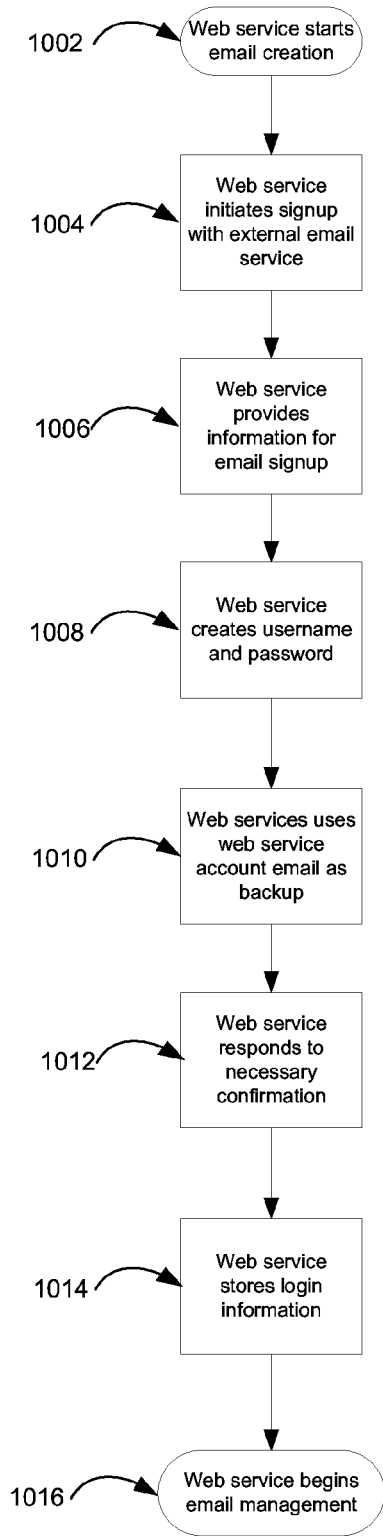 1002
Web service starts
email creation
1004
Web service
initiates signup
with external email
service
1006
Web service
provides
information for
email signup
1008
Web service
creates username
and password
1010
Web services uses
web service
account email as
backup
1012
Web service
responds to
necessary
confirmation
1014
Web service
stores login
information
1016
Web service begins
email management